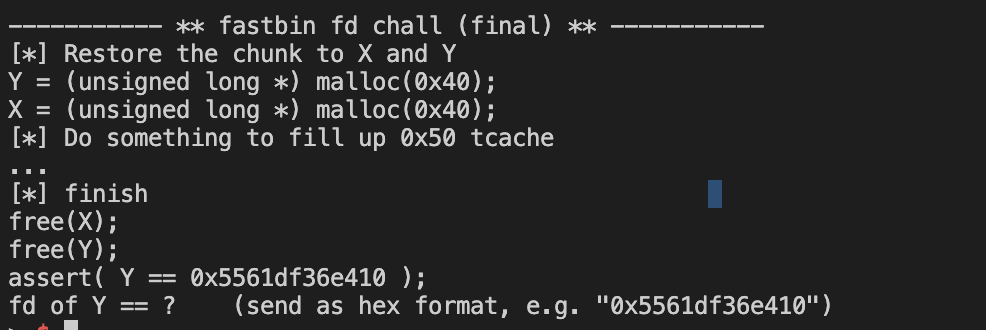 ----------- ** fastbin fd chall (final) ** -----------
[*] Restore the chunk to X and Y
Y = (unsigned long *) malloc(0x40);
X = (unsigned long *) malloc(0x40);
[*] Do something to fill up 0x50 tcache
...
[*] finish
free(X);
free(Y);
assert( Y == 0x5561df36e410 );
fd of Y == ?    (send as hex format, e.g. "0x5561df36e410")
> $